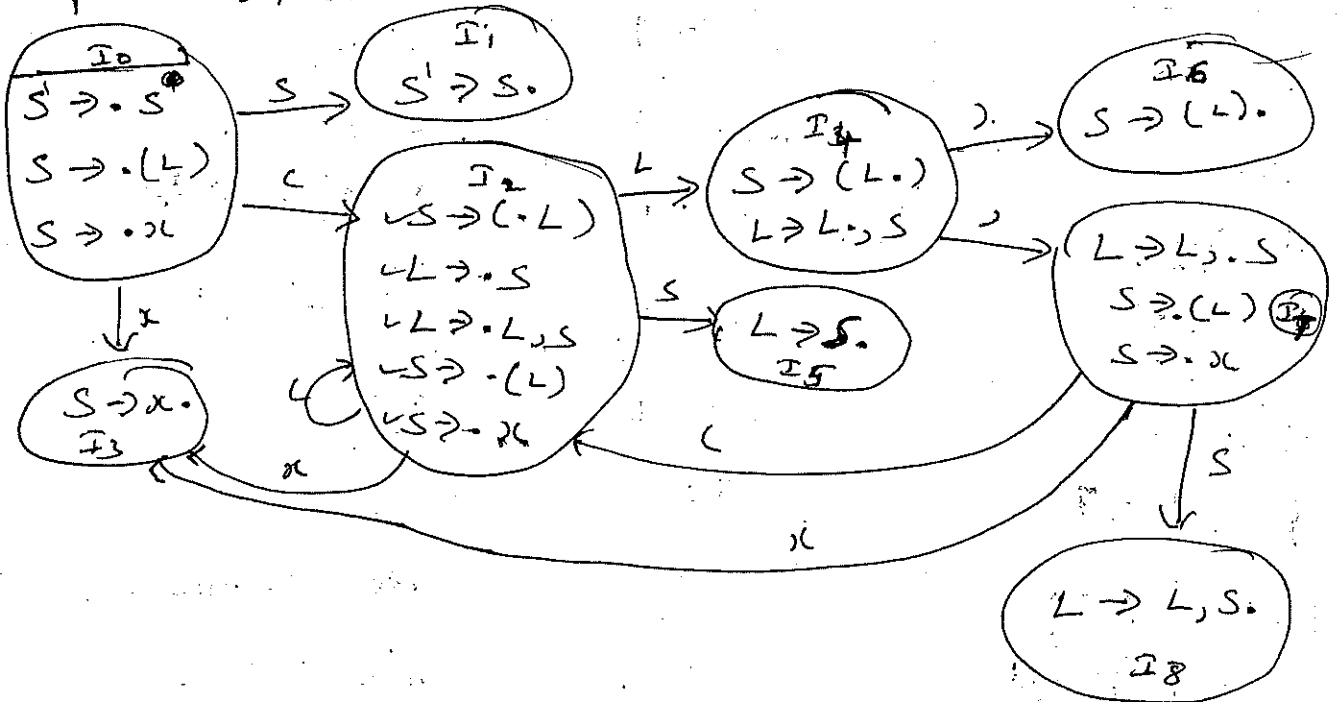 I0
S' → . S
S → .(L)
S → .x
S
(
x
I1
S' → S.
I2
✓S → (.L)
✓L → .S
✓L → .L,S
✓S → .(L)
✓S → .x
(
x
L
S
I4
S → (L.)
L → L.,S
L → S.
I5
)
,
I6
S → (L).
L → L,.S
S → .(L) I7
S → .x
S → x.
I3
(
x
S
L → L,S.
I8